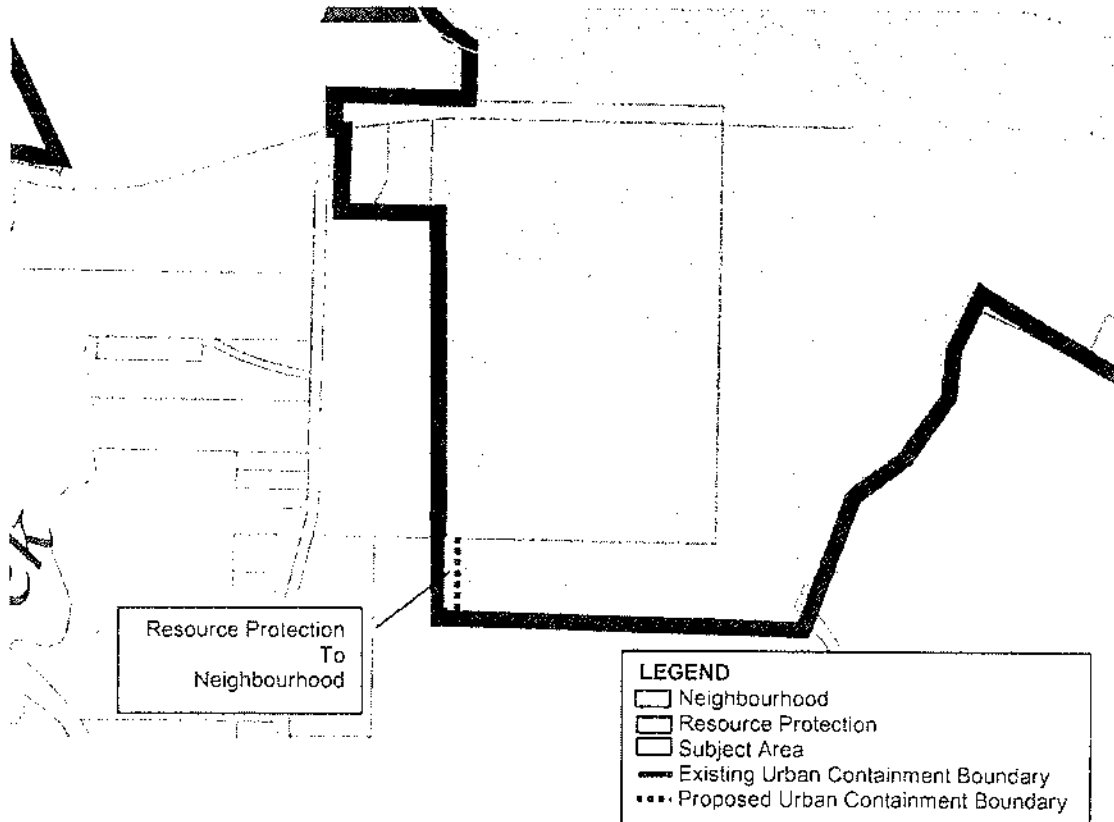 Resource Protection
To
Neighbourhood
LEGEND
Neighbourhood
Resource Protection
Subject Area
Existing Urban Containment Boundary
Proposed Urban Containment Boundary